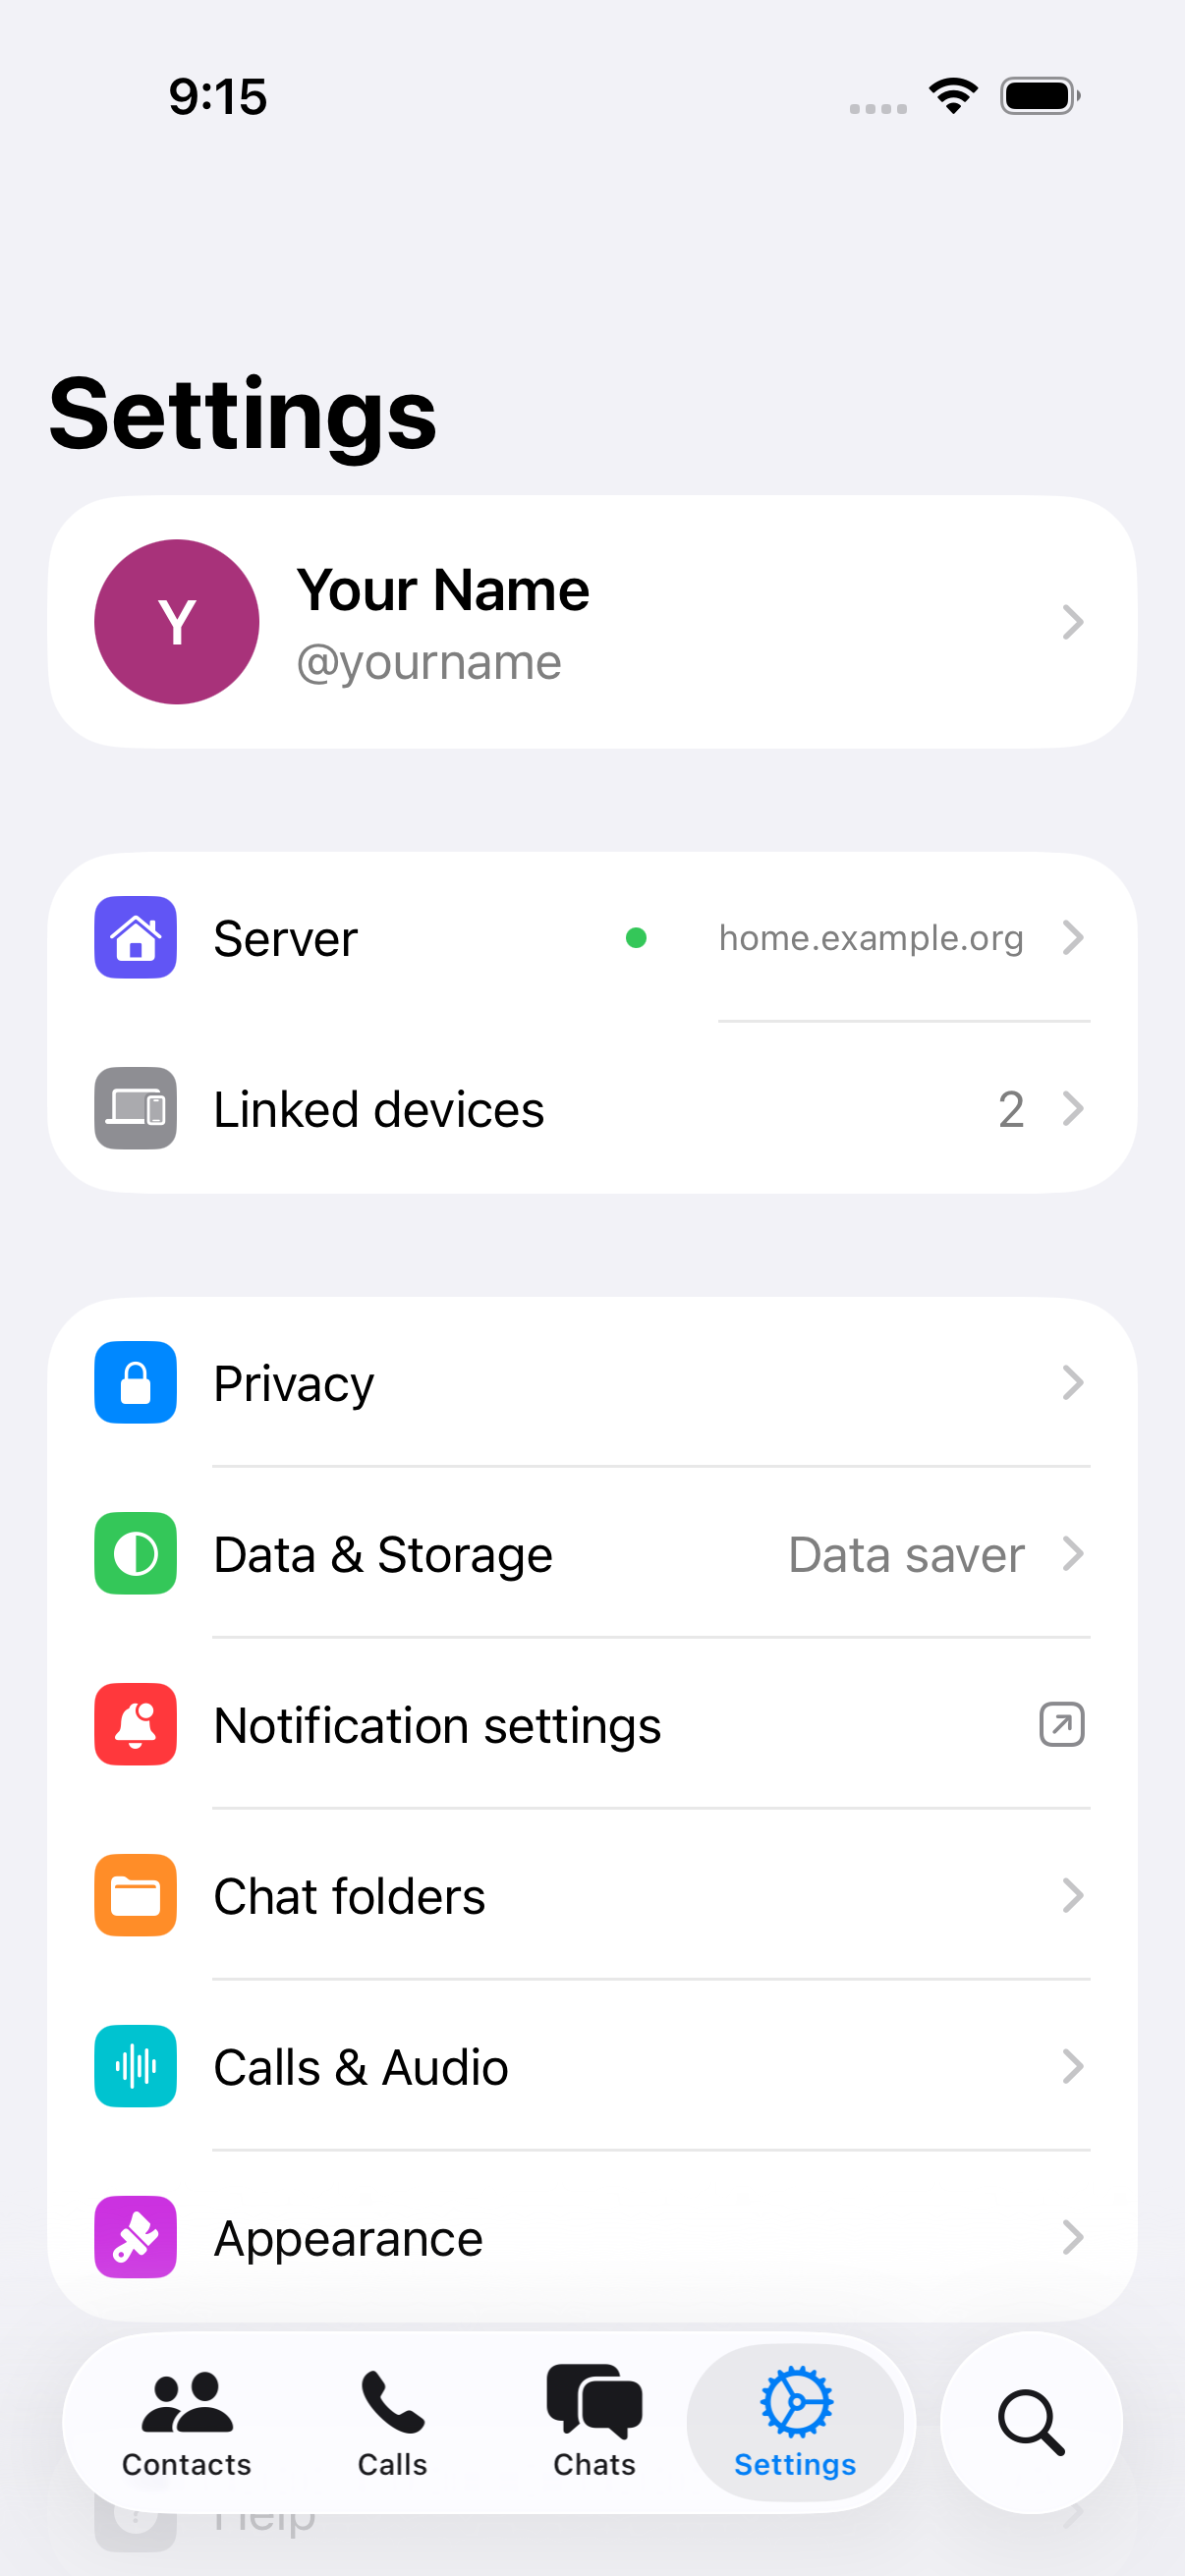 9:15
Settings
Y
Your Name
@yourname
Server
home.example.org
Linked devices
2
Privacy
Data & Storage
Data saver
Notification settings
Chat folders
Calls & Audio
Appearance
Contacts
Calls
Chats
Settings
Help